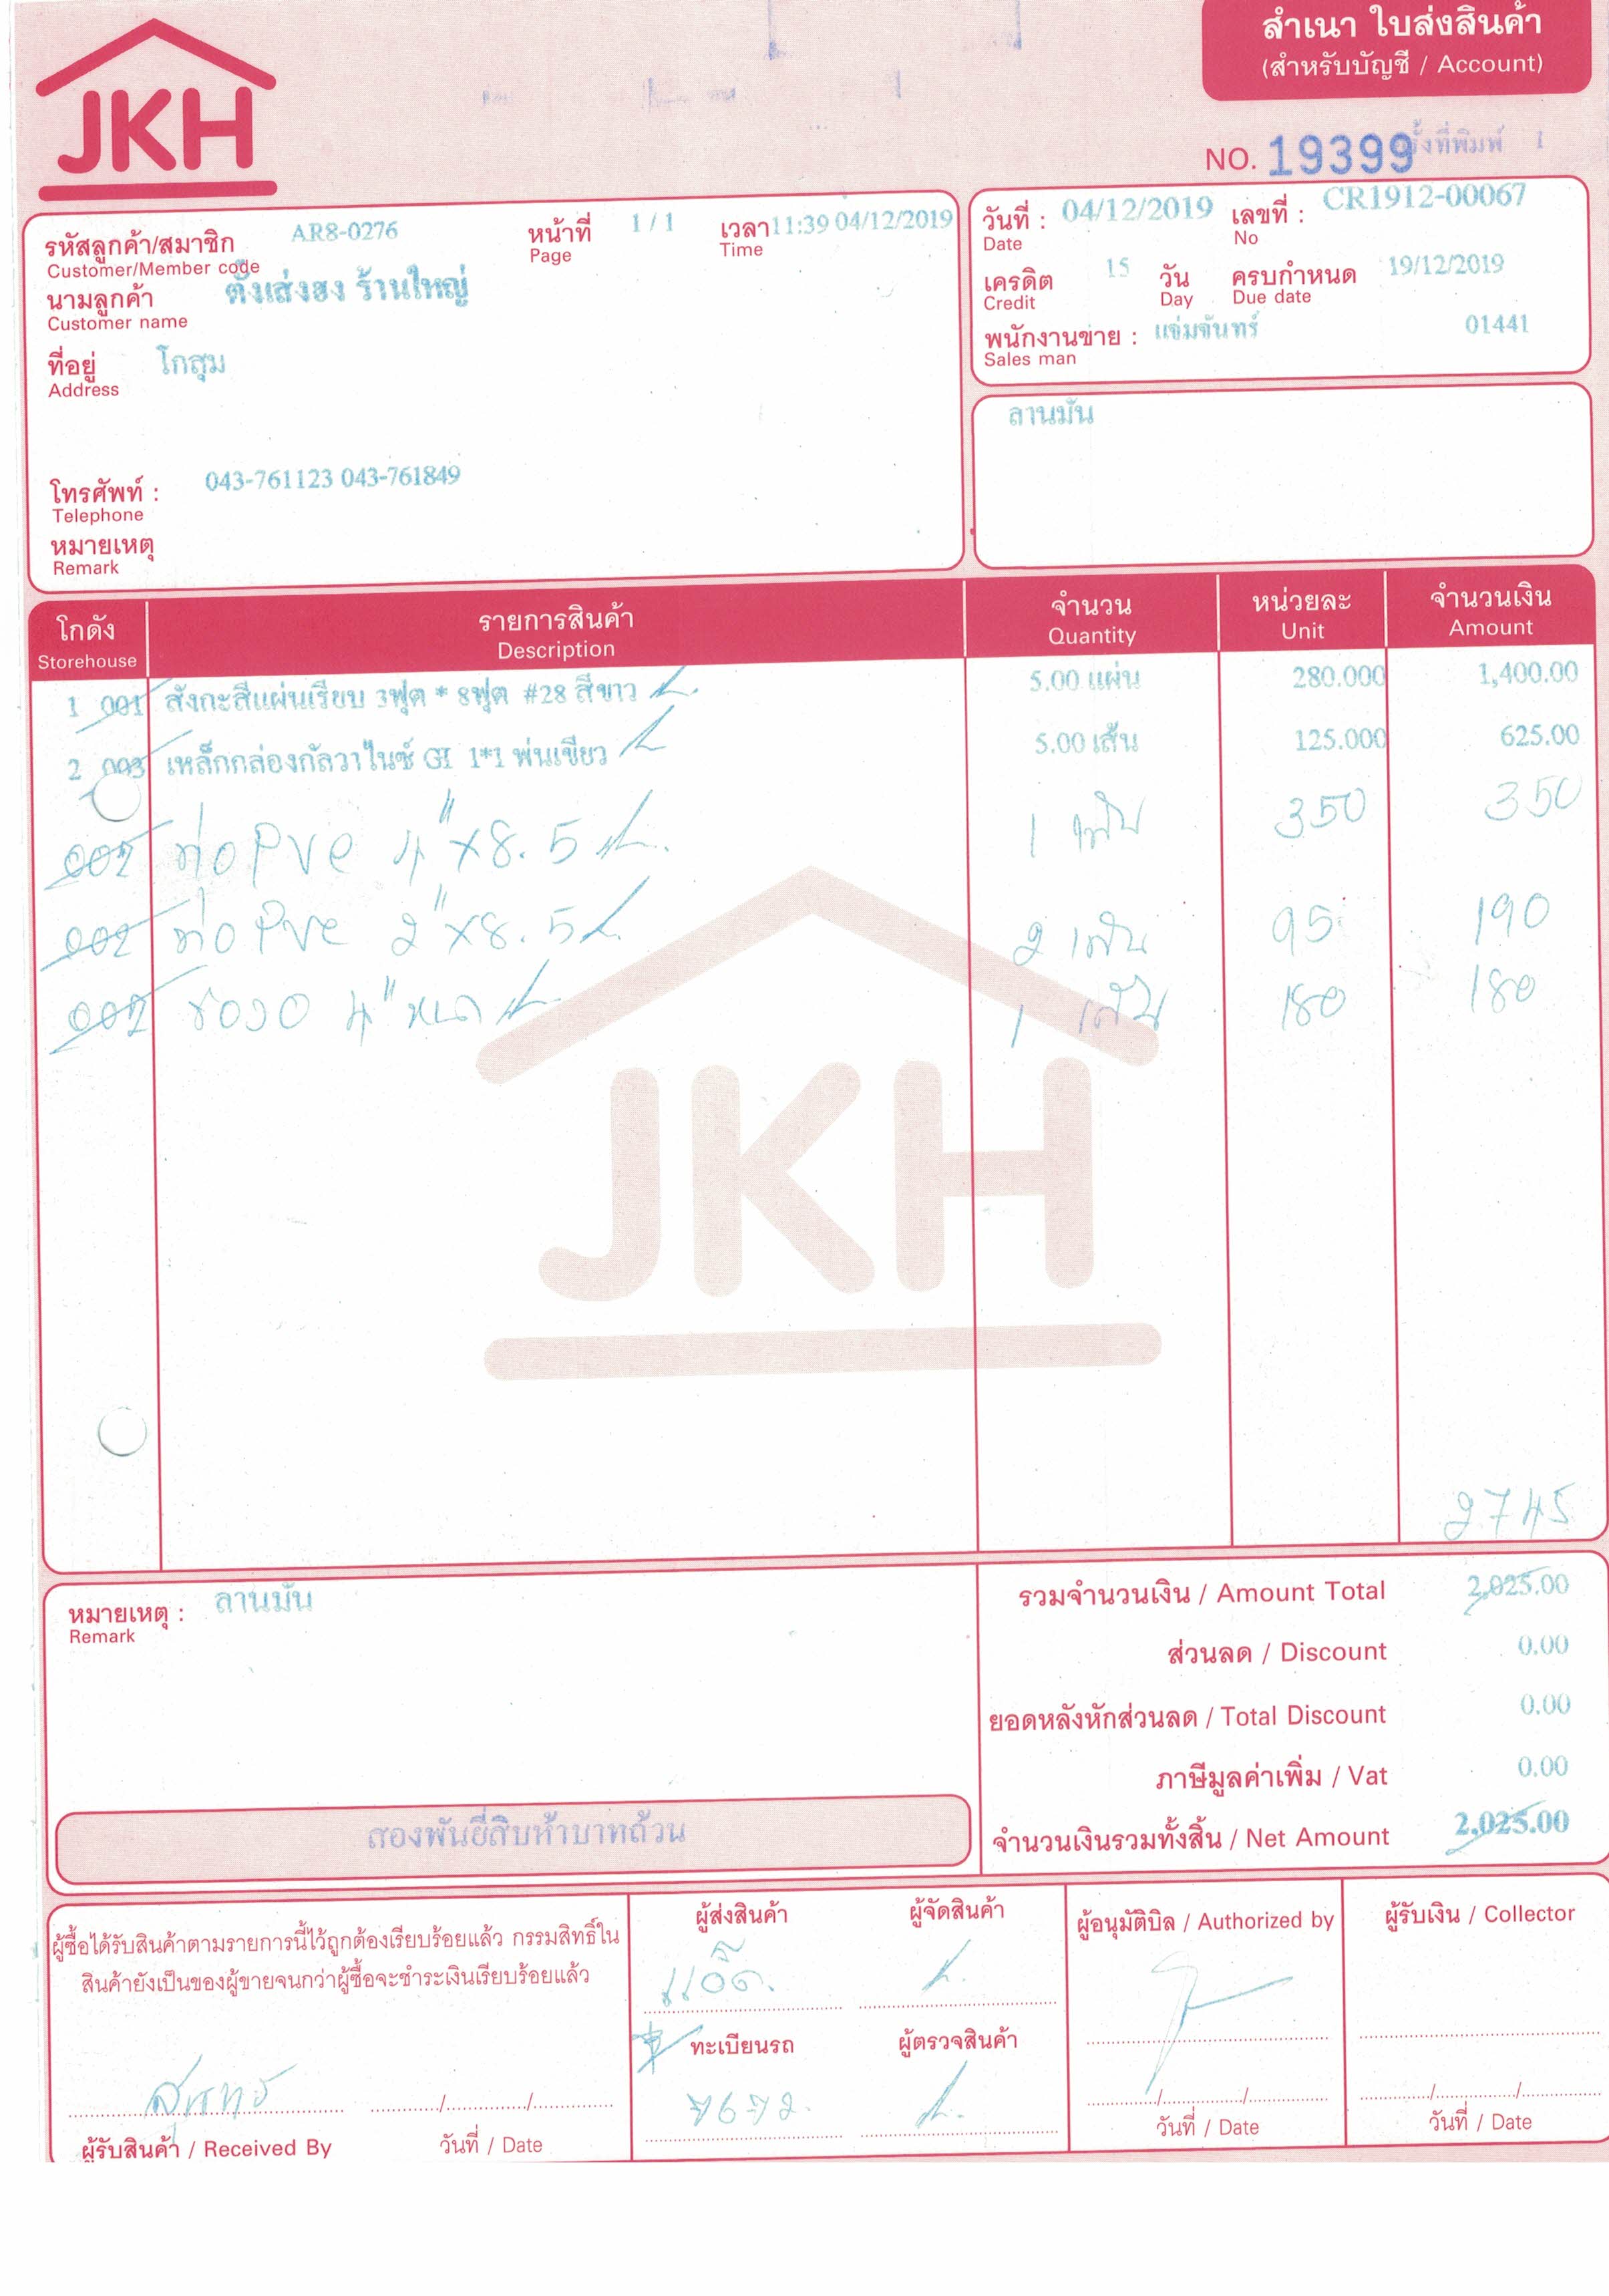 JKH
สำเนา ใบส่งสินค้า
(สำหรับบัญชี / Account)
ครั้งที่พิมพ์ 1
NO. 19399
รหัสลูกค้า/สมาชิก AR8-0276 หน้าที่ 1 / 1 เวลา 11:39 04/12/2019
Customer/Member code Page Time
นามลูกค้า ตั้งเส่งฮง ร้านใหญ่
Customer name
ที่อยู่ โกสุม
Address
โทรศัพท์ : 043-761123 043-761849
Telephone
หมายเหตุ
Remark
วันที่ : 04/12/2019 เลขที่ : CR1912-00067
Date No
เครดิต 15 วัน ครบกำหนด 19/12/2019
Credit Day Due date
พนักงานขาย : แจ่มจันทร์ 01441
Sales man
ลานมัน
โกดัง รายการสินค้า จำนวน หน่วยละ จำนวนเงิน
Storehouse Description Quantity Unit Amount
1 001 สังกะสีแผ่นเรียบ 3ฟุต * 8ฟุต #28 สีขาว 5.00 แผ่น 280.000 1,400.00
2 003 เหล็กกล่องกัลวาไนซ์ GI 1*1 พ่นเขียว 5.00 เส้น 125.000 625.00
002 ท่อ PVC 4" x 8.5 1 เส้น 350 350
002 ท่อ PVC 2" x 8.5 2 เส้น 95 190
002 4" 1 เส้น 180 180
JKH
2745
หมายเหตุ : ลานมัน
Remark
รวมจำนวนเงิน / Amount Total 2,025.00
ส่วนลด / Discount 0.00
ยอดหลังหักส่วนลด / Total Discount 0.00
ภาษีมูลค่าเพิ่ม / Vat 0.00
สองพันยี่สิบห้าบาทถ้วน
จำนวนเงินรวมทั้งสิ้น / Net Amount 2,025.00
ผู้ซื้อได้รับสินค้าตามรายการนี้ไว้ถูกต้องเรียบร้อยแล้ว กรรมสิทธิ์ใน
สินค้ายังเป็นของผู้ขายจนกว่าผู้ซื้อจะชำระเงินเรียบร้อยแล้ว
ผู้รับสินค้า / Received By วันที่ / Date
ผู้ส่งสินค้า ผู้จัดสินค้า
แอ๊ด.
ทะเบียนรถ ผู้ตรวจสินค้า
ผู้อนุมัติบิล / Authorized by
วันที่ / Date
ผู้รับเงิน / Collector
วันที่ / Date